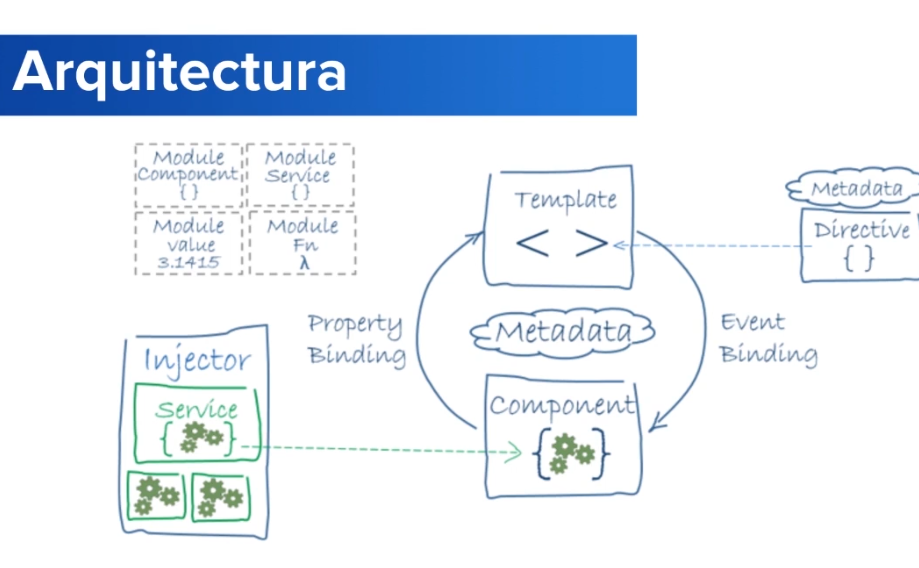 Arquitectura
Module
Component
{ }
Module
Service
{ }
Module
value
3.1415
Module
Fn
λ
Template
< >
Metadata
Directive
{ }
Property
Binding
Metadata
Event
Binding
Injector
Service
{ }
Component
{ }